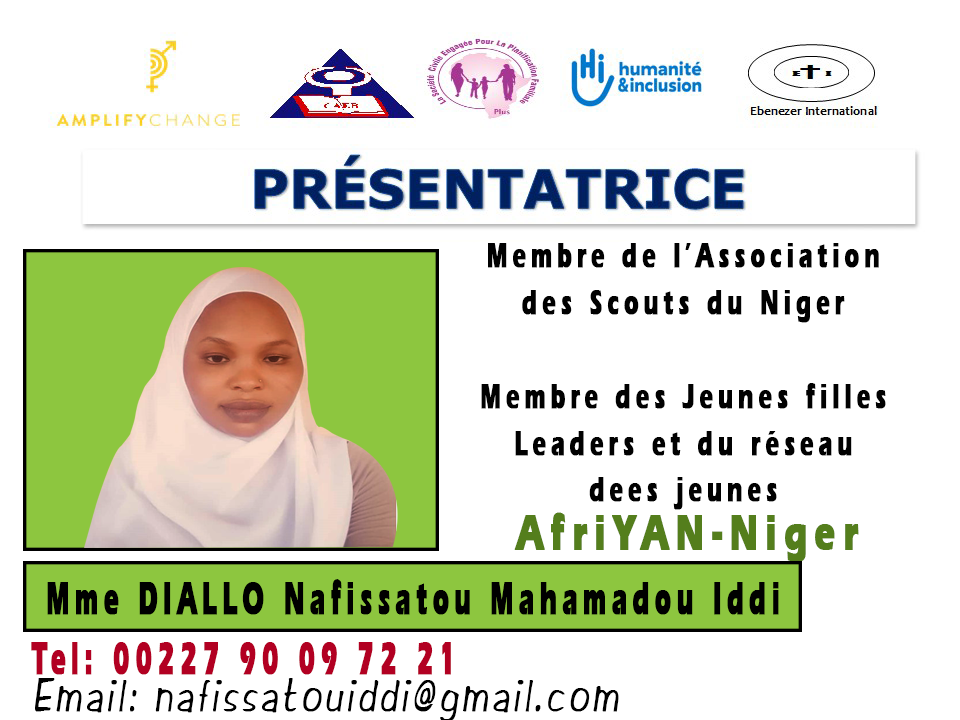 AMPLIFYCHANGE
CAEB
La Société Civile Engagée Pour La Planification Familiale
Plus
Hi humanité
&inclusion
Ebenezer International
PRÉSENTATRICE
Membre de l'Association
des Scouts du Niger
Membre des Jeunes filles
Leaders et du réseau
dees jeunes
AfriYAN-Niger
Mme DIALLO Nafissatou Mahamadou Iddi
Tel: 00227 90 09 72 21
Email: nafissatouiddi@gmail.com